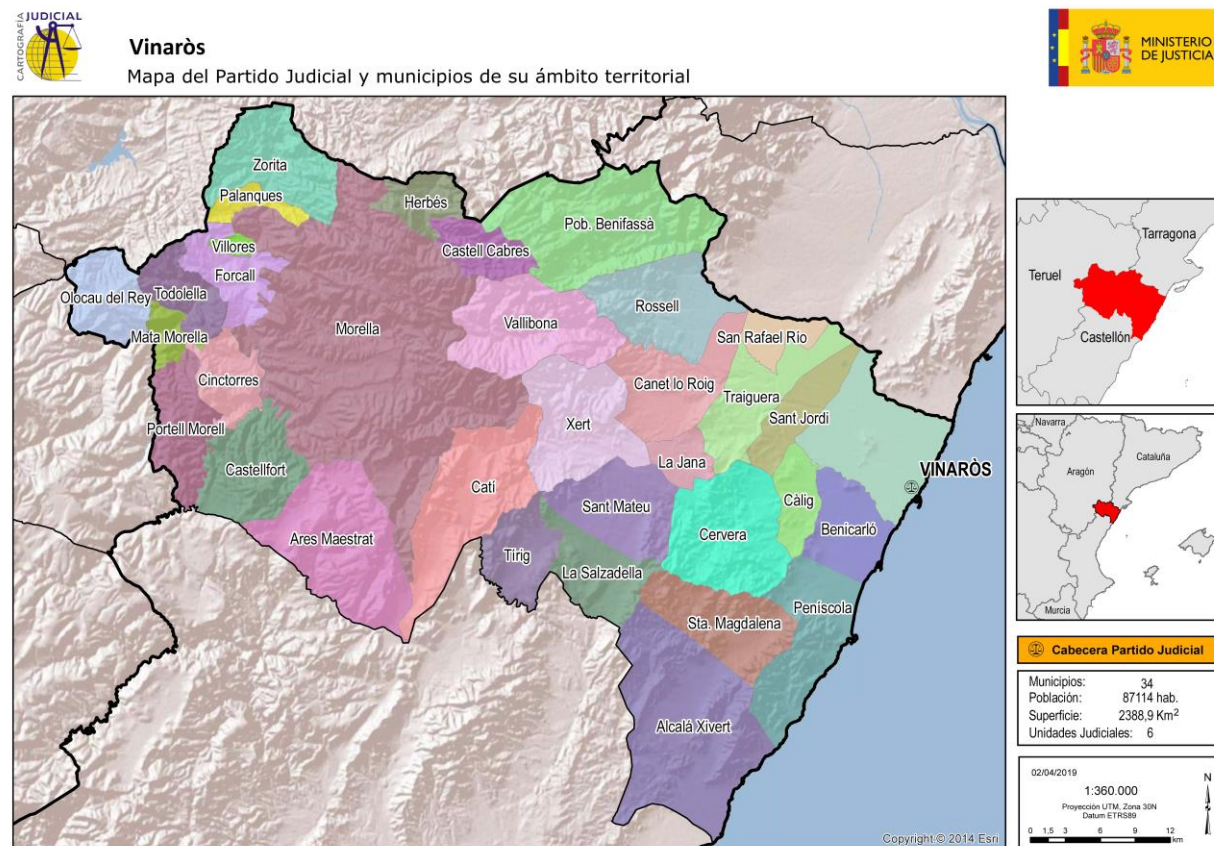 CARTOGRAFÍA
JUDICIAL
Vinaròs
Mapa del Partido Judicial y municipios de su ámbito territorial
MINISTERIO
DE JUSTICIA
Zorita
Palanques
Herbés
Villores
Castell Cabres
Pob. Benifassà
Forcall
Olocau del Rey
Todolella
Mata Morella
Morella
Vallibona
Rossell
San Rafael Rio
Cinctorres
Canet lo Roig
Traiguera
Portell Morell
Xert
Sant Jordi
Castellfort
La Jana
VINARÒS
Catí
Sant Mateu
Càlig
Ares Maestrat
Cervera
Benicarló
Tírig
La Salzadella
Peníscola
Sta. Magdalena
Alcalá Xivert
Copyright:© 2014 Esri
Tarragona
Teruel
Castellón
Navarra
Cataluña
Aragón
Murcia
Cabecera Partido Judicial
Municipios: 34
Población: 87114 hab.
Superficie: 2388,9 Km²
Unidades Judiciales: 6
02/04/2019
1:360.000
Proyección UTM, Zona 30N
Datum ETRS89
N
0 1,5 3 6 9 12
km